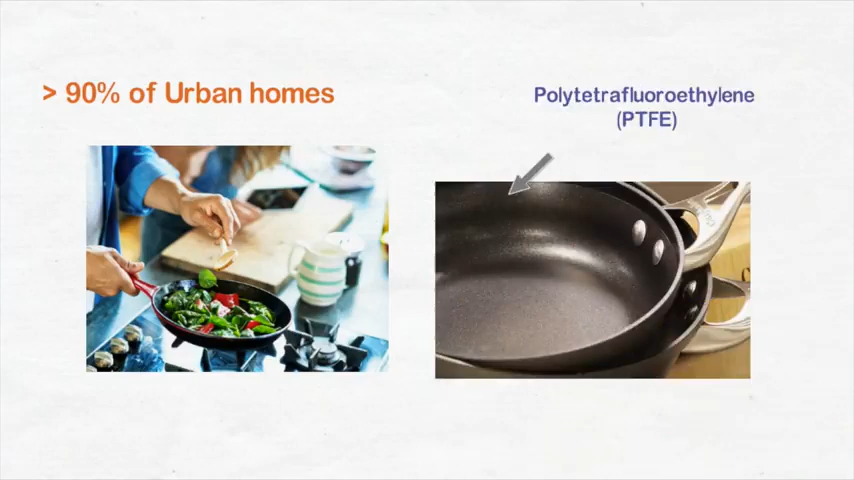 > 90% of Urban homes
Polytetrafluoroethylene
(PTFE)